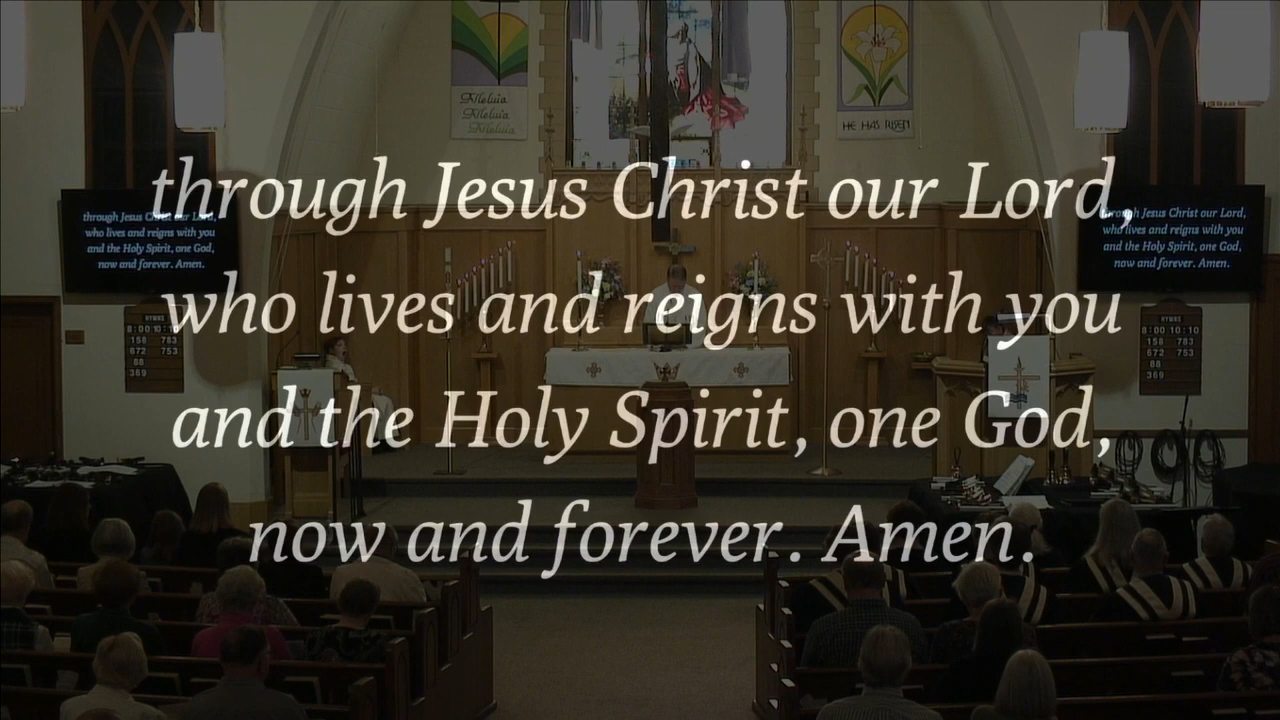 Alleluia
Alleluia
Alleluia
HE HAS RISEN
through Jesus Christ our Lord,
who lives and reigns with you
and the Holy Spirit, one God,
now and forever. Amen.
through Jesus Christ our Lord,
who lives and reigns with you
and the Holy Spirit, one God,
now and forever. Amen.
through Jesus Christ our Lord,
who lives and reigns with you
and the Holy Spirit, one God,
now and forever. Amen.
HYMNS
8:00 10:10
158 783
672 753
88
369
HYMNS
8:00 10:10
158 783
672 753
88
369